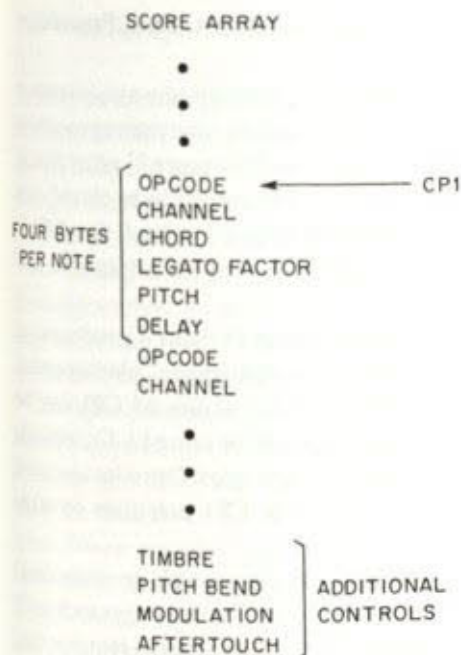 SCORE ARRAY
OPCODE CP1
CHANNEL
FOUR BYTES PER NOTE
CHORD
LEGATO FACTOR
PITCH
DELAY
OPCODE
CHANNEL
TIMBRE
PITCH BEND
MODULATION
AFTERTOUCH
ADDITIONAL
CONTROLS